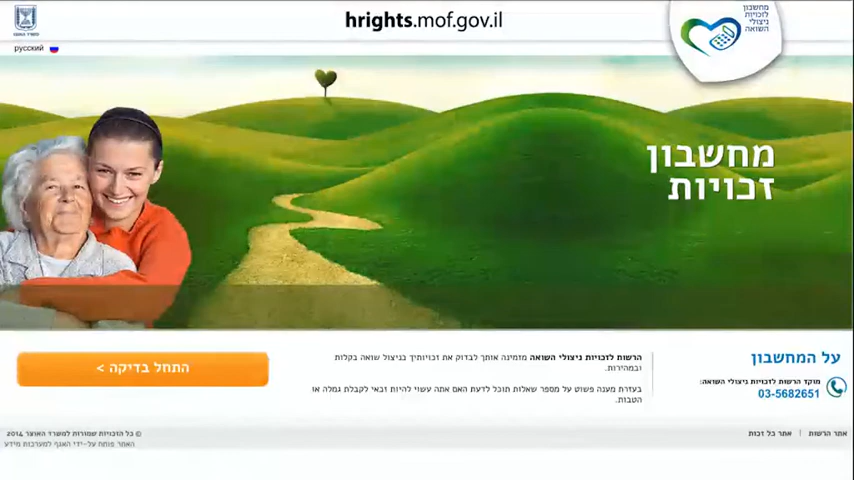 hrights.mof.gov.il
русский
מחשבון
לזכויות
ניצולי
השואה
מחשבון
זכויות
על המחשבון
מוקד הרשות לזכויות ניצולי השואה:
03-5682651
הרשות לזכויות ניצולי השואה מזמינה אותך לבדוק את זכויותיך כניצול שואה בקלות
ובמהירות.
בעזרת מענה פשוט על מספר שאלות תוכל לדעת האם אתה עשוי להיות זכאי לקבלת גמלה או
הטבות.
התחל בדיקה >
אתר הרשות | אתר כל זכות
© כל הזכויות שמורות למשרד האוצר 2014
האתר פותח על-ידי האגף למערכות מידע